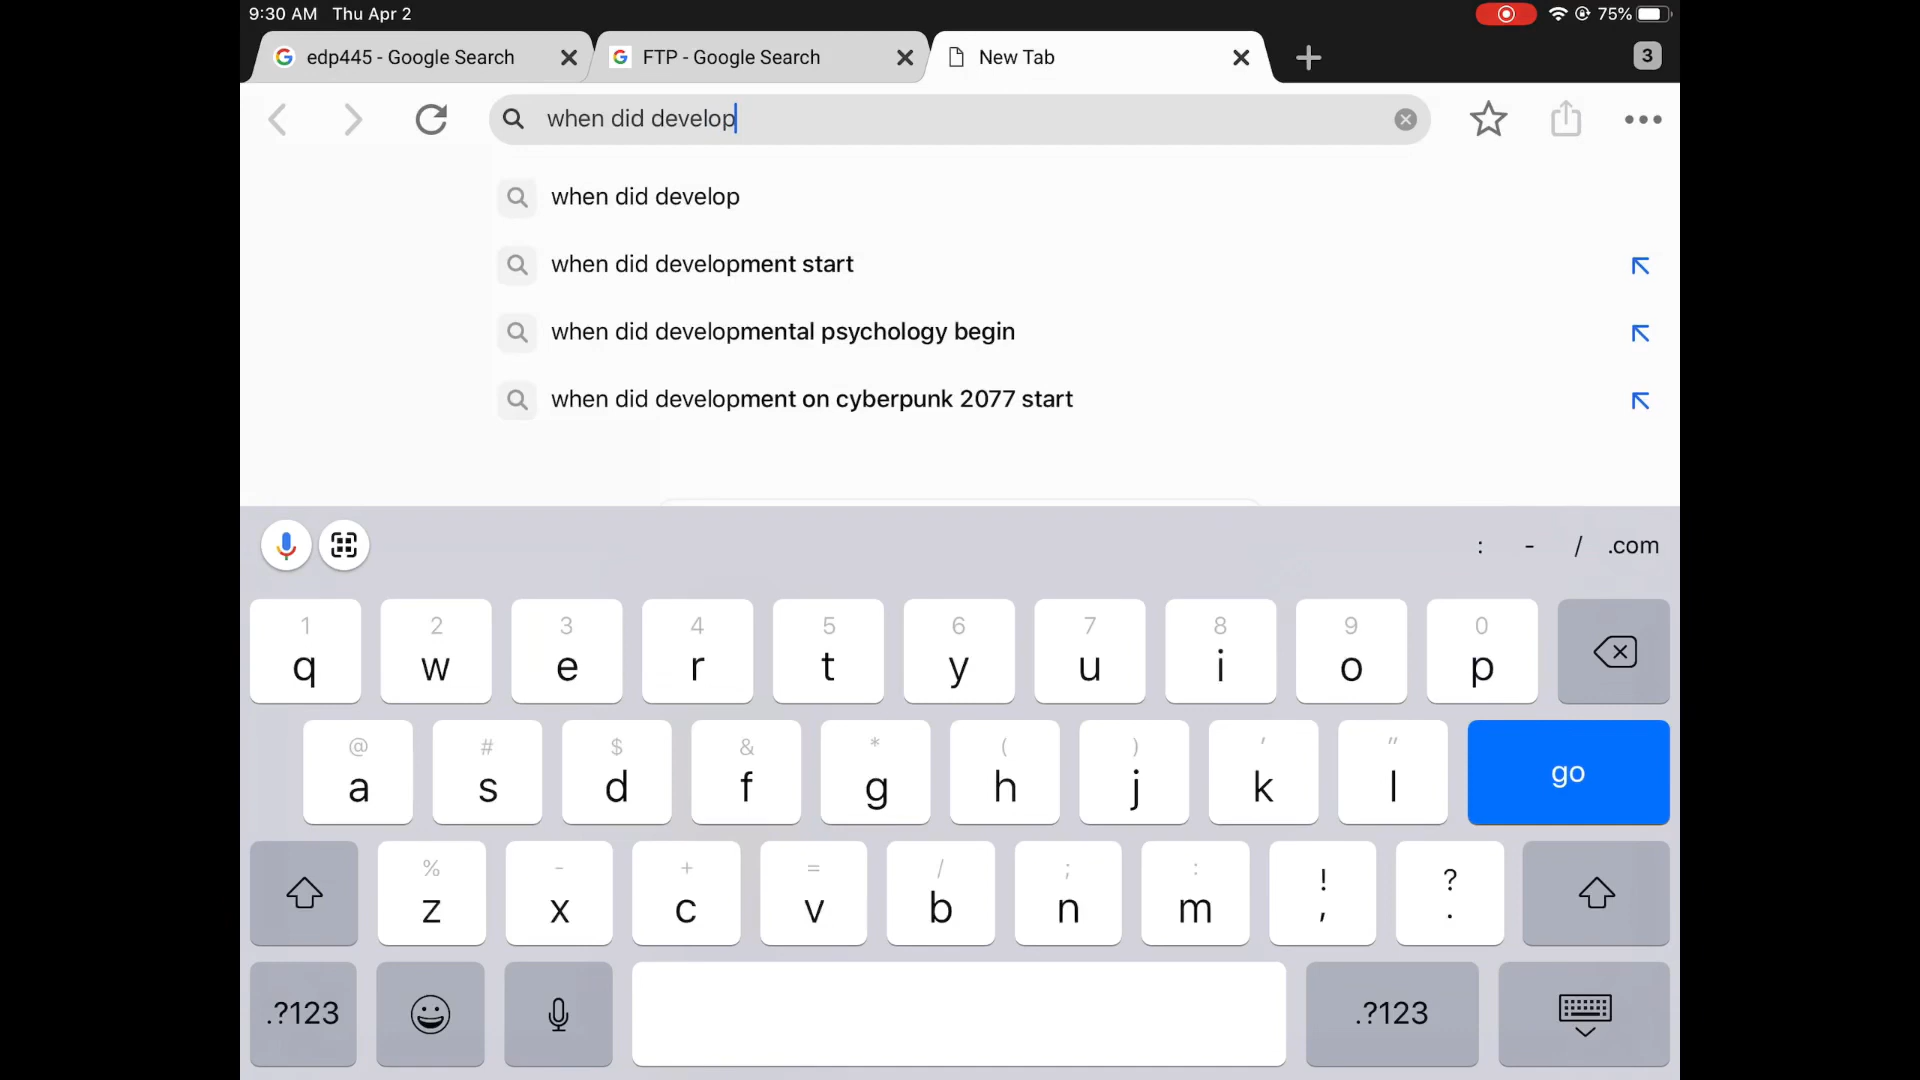 9:30 AM Thu Apr 2
75%
edp445 - Google Search
FTP - Google Search
New Tab
3
when did develop
when did develop
when did development start
when did developmental psychology begin
when did development on cyberpunk 2077 start
: - / .com
1 2 3 4 5 6 7 8 9 0
q w e r t y u i o p
@ # $ & * ( ) ' "
a s d f g h j k l go
% - + = / ; : ! ?
z x c v b n m , .
.?123 .?123